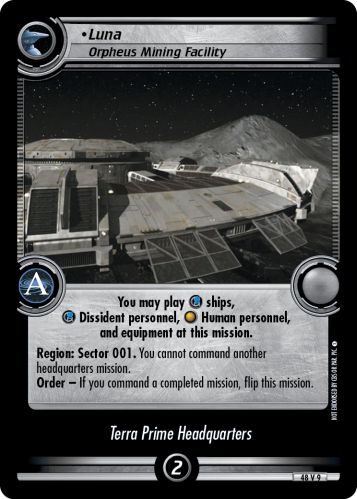 •Luna
Orpheus Mining Facility
A
You may play ships,
Dissident personnel, Human personnel,
and equipment at this mission.
Region: Sector 001. You cannot command another
headquarters mission.
Order – If you command a completed mission, flip this mission.
Terra Prime Headquarters
2
48 V 9